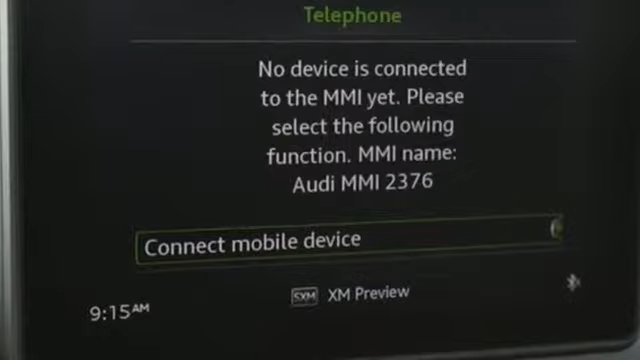 Telephone
No device is connected
to the MMI yet. Please
select the following
function. MMI name:
Audi MMI 2376
Connect mobile device
9:15AM
SXM XM Preview